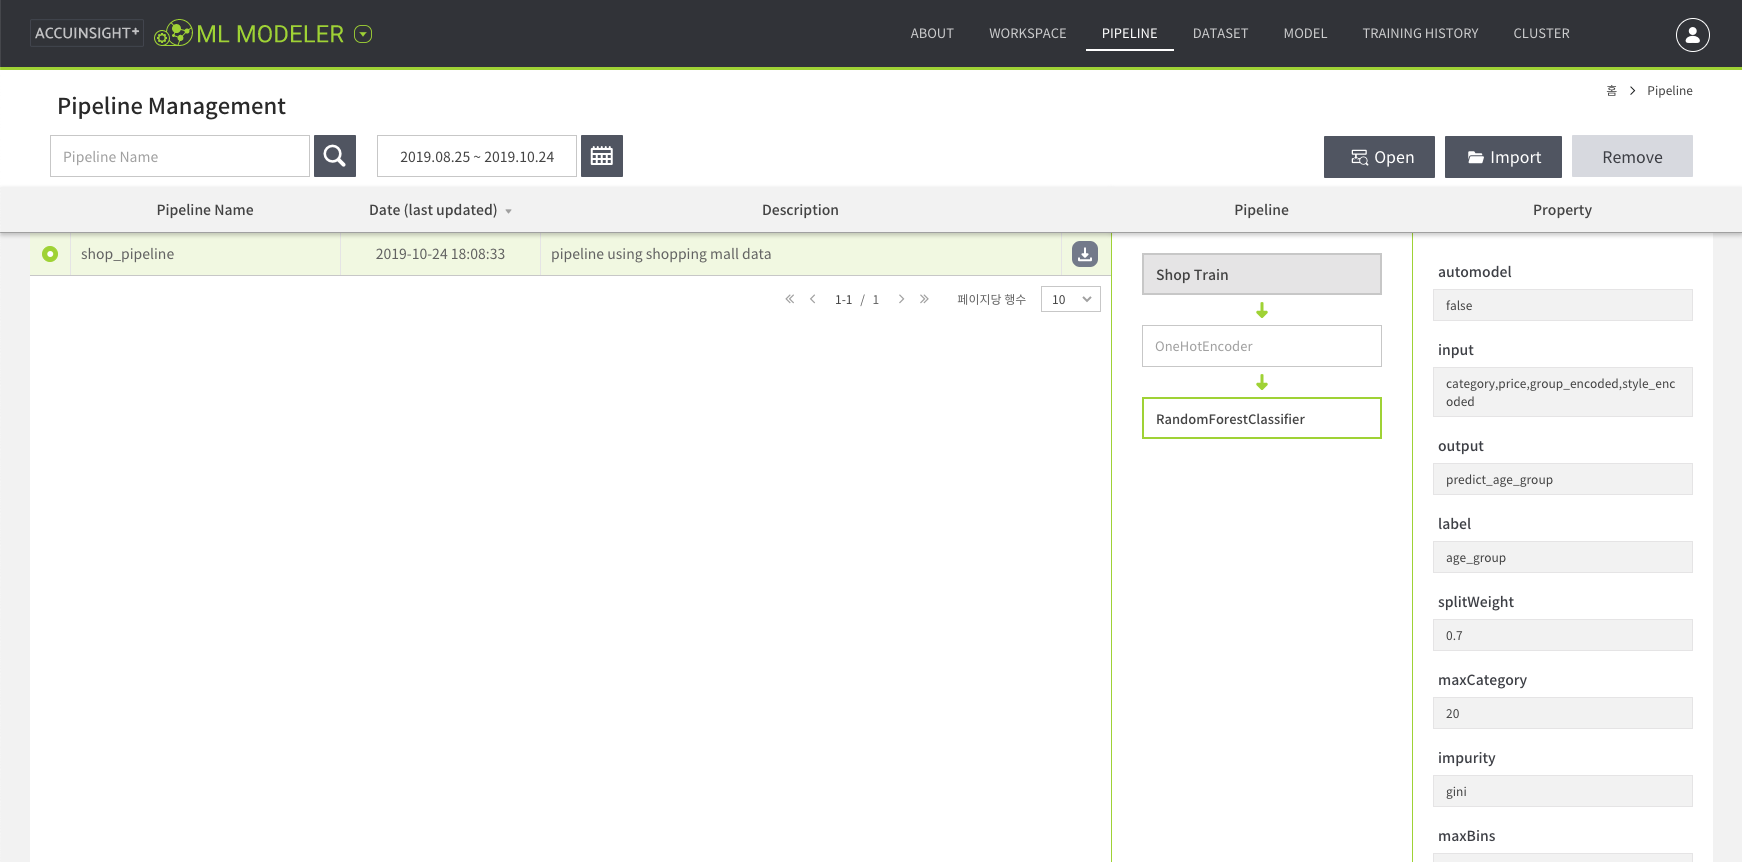 ACCUINSIGHT+ ML MODELER
ABOUT WORKSPACE PIPELINE DATASET MODEL TRAINING HISTORY CLUSTER
홈 > Pipeline
Pipeline Management
Pipeline Name
2019.08.25 ~ 2019.10.24
Open Import Remove
Pipeline Name Date (last updated) Description Pipeline Property
shop_pipeline 2019-10-24 18:08:33 pipeline using shopping mall data
1-1 / 1 페이지당 행수 10
Shop Train
OneHotEncoder
RandomForestClassifier
automodel
false
input
category,price,group_encoded,style_enc
oded
output
predict_age_group
label
age_group
splitWeight
0.7
maxCategory
20
impurity
gini
maxBins